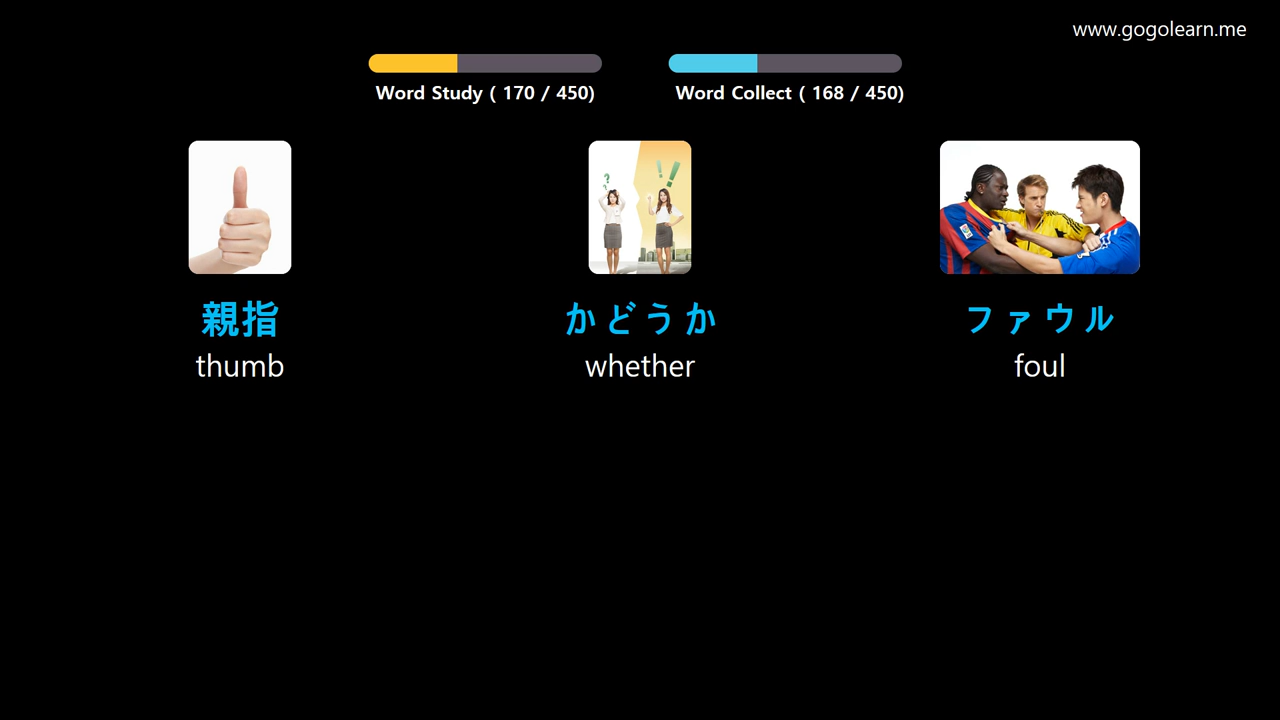 www.gogolearn.me
Word Study ( 170 / 450)
Word Collect ( 168 / 450)
親指
thumb
かどうか
whether
ファウル
foul